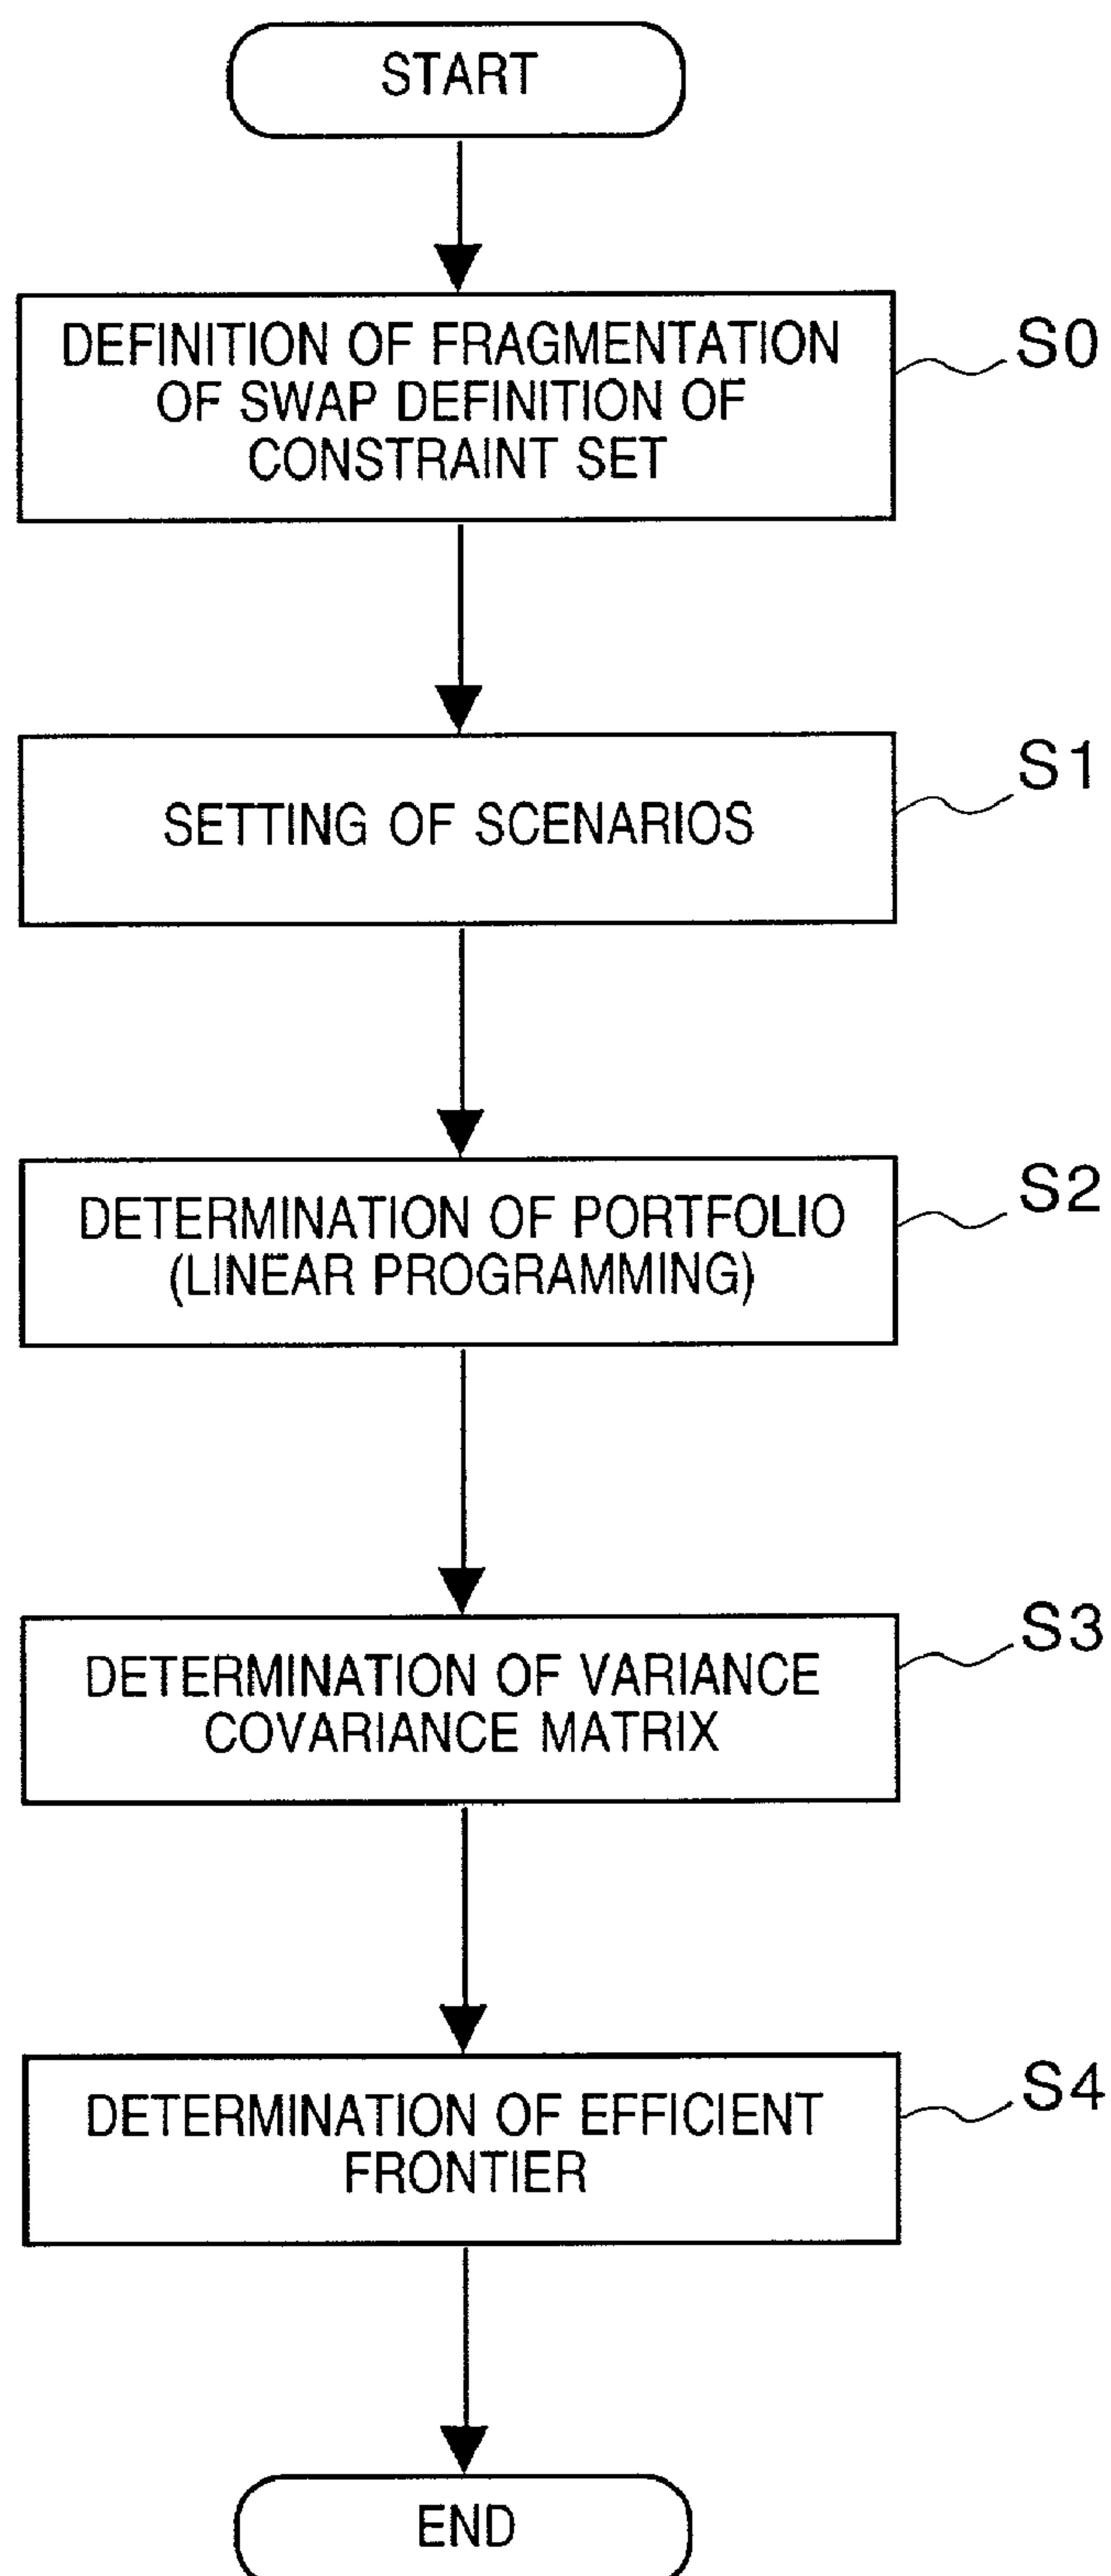 START
DEFINITION OF FRAGMENTATION
OF SWAP DEFINITION OF
CONSTRAINT SET
S0
SETTING OF SCENARIOS
S1
DETERMINATION OF PORTFOLIO
(LINEAR PROGRAMMING)
S2
DETERMINATION OF VARIANCE
COVARIANCE MATRIX
S3
DETERMINATION OF EFFICIENT
FRONTIER
S4
END